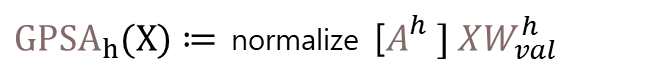 GPSA_h(X) := normalize [A^h] XW^h_val